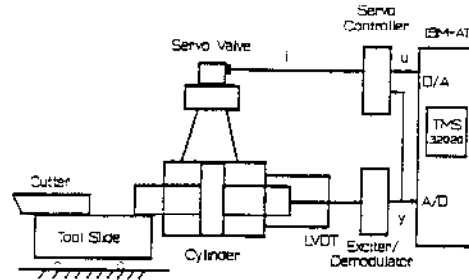 Servo
Controller
IBM-AT
Servo Valve
i
u
D/A
TMS
32020
Cutter
A/D
y
Tool Slide
LVDT
Cylinder
Exciter/
Demodulator